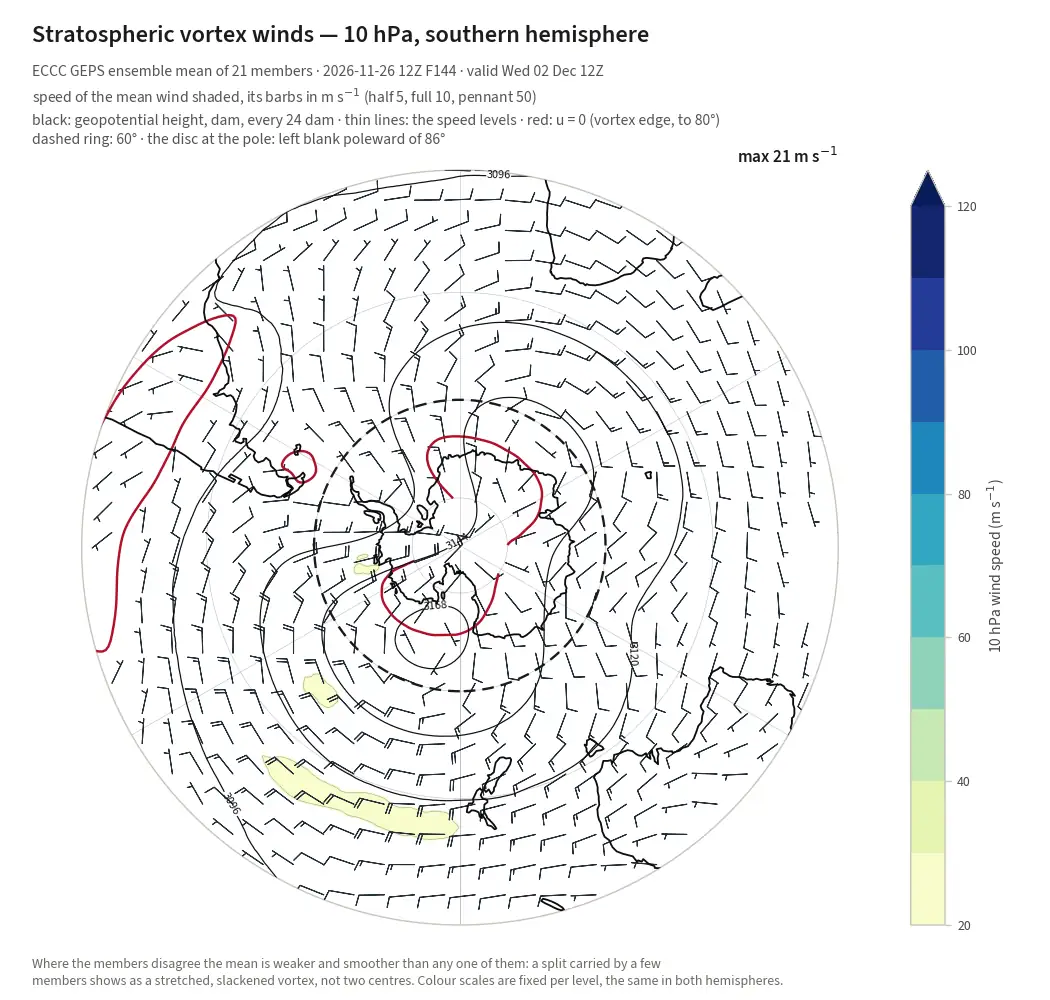 Stratospheric vortex winds — 10 hPa, southern hemisphere
ECCC GEPS ensemble mean of 21 members · 2026-11-26 12Z F144 · valid Wed 02 Dec 12Z
speed of the mean wind shaded, its barbs in m s⁻¹ (half 5, full 10, pennant 50)
black: geopotential height, dam, every 24 dam · thin lines: the speed levels · red: u = 0 (vortex edge, to 80°)
dashed ring: 60° · the disc at the pole: left blank poleward of 86°
max 21 m s⁻¹
3096
3168
3120
3096
120
100
80
60
40
20
10 hPa wind speed (m s⁻¹)
Where the members disagree the mean is weaker and smoother than any one of them: a split carried by a few
members shows as a stretched, slackened vortex, not two centres. Colour scales are fixed per level, the same in both hemispheres.